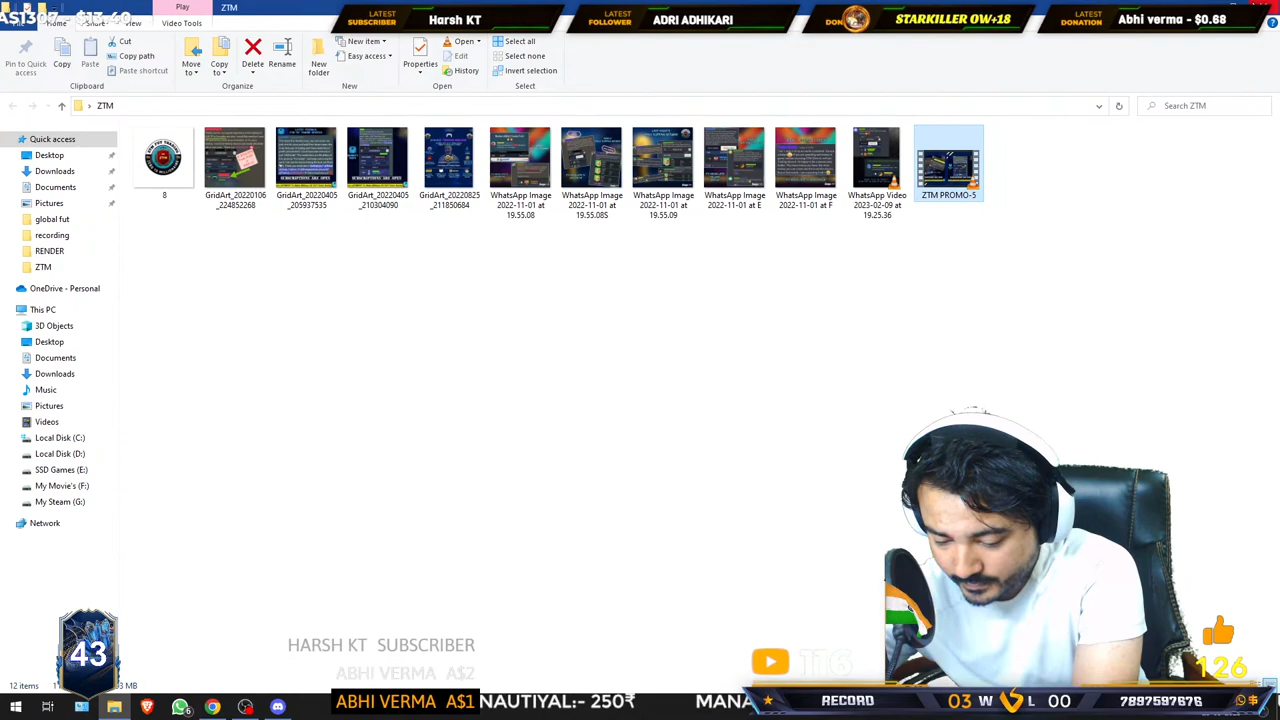 Play
ZTM
Home
Share
View
Video Tools
LATEST SUBSCRIBER
Harsh KT
LATEST FOLLOWER
ADRI ADHIKARI
STARKILLER OW+18
LATEST DONATION
Abhi verma - $0.68
Pin to Quick access
Copy
Paste
Cut
Copy path
Paste shortcut
Clipboard
Move to
Copy to
Delete
Rename
Organize
New folder
New item
Easy access
New
Properties
Open
Edit
History
Open
Select all
Select none
Invert selection
Select
ZTM
Search ZTM
Quick access
Desktop
Downloads
Documents
Pictures
global fut
recording
RENDER
ZTM
OneDrive - Personal
This PC
3D Objects
Desktop
Documents
Downloads
Music
Pictures
Videos
Local Disk (C:)
Local Disk (D:)
SSD Games (E:)
My Movie's (F:)
My Steam (G:)
Network
8
GridArt_20220106_224852268
GridArt_20220405_205937535
GridArt_20220405_210304090
GridArt_20220825_211850684
WhatsApp Image 2022-11-01 at 19.55.08
WhatsApp Image 2022-11-01 at 19.55.08S
WhatsApp Image 2022-11-01 at 19.55.09
WhatsApp Image 2022-11-01 at E
WhatsApp Image 2022-11-01 at F
WhatsApp Video 2023-02-09 at 19.25.36
ZTM PROMO-5
43
12 items
HARSH KT SUBSCRIBER
ABHI VERMA A$2
ABHI VERMA A$1
NAUTIYAL:- 250₹
MANA
116
126
RECORD
03 W
L 00
7897597676